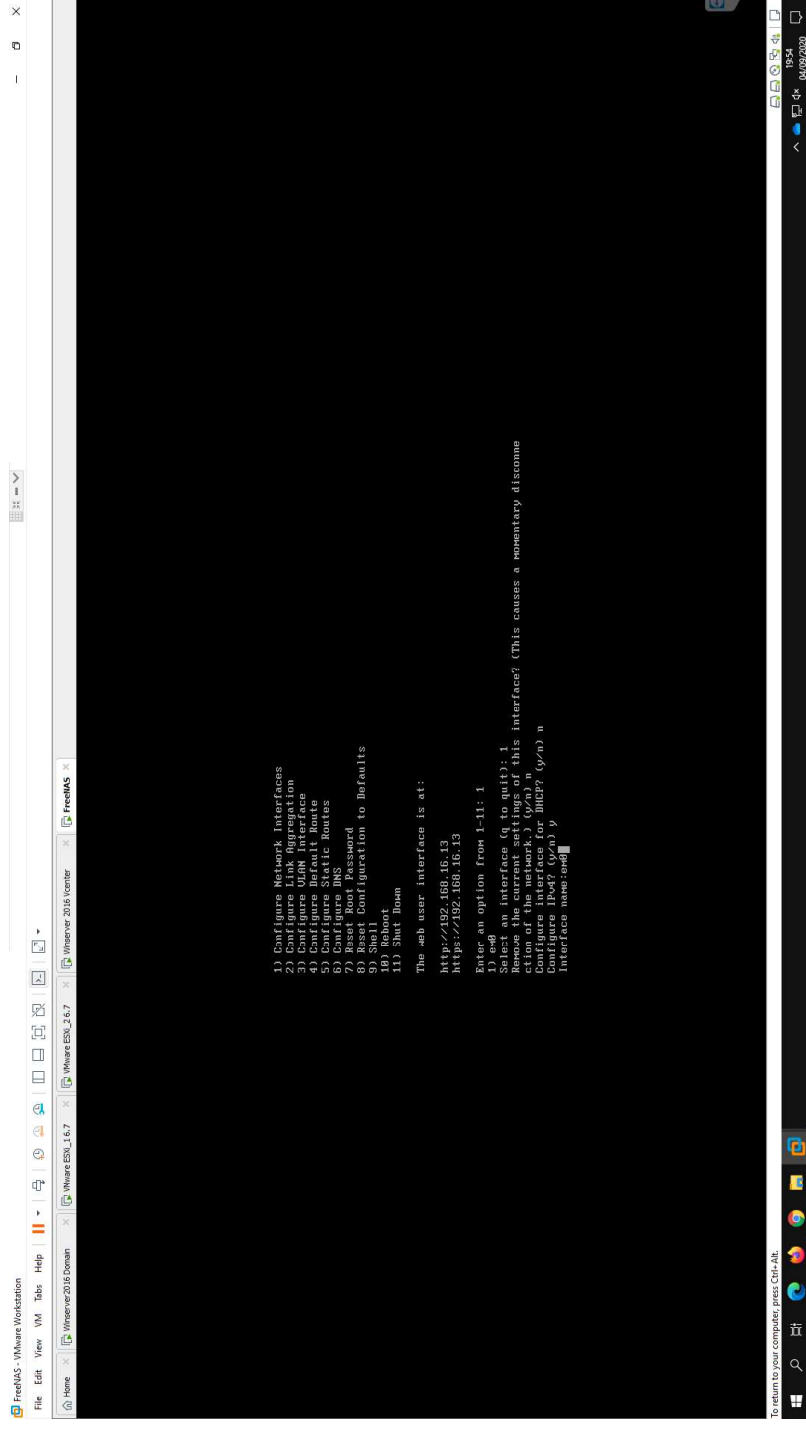 FreeNAS - VMware Workstation
File Edit View VM Tabs Help
Home
Winserver2016 Domain
VMware ESXi_1 6.7
VMware ESXi_2 6.7
Winserver 2016 Vcenter
FreeNAS
1) Configure Network Interfaces
2) Configure Link Aggregation
3) Configure VLAN Interface
4) Configure Default Route
5) Configure Static Routes
6) Configure DNS
7) Reset Root Password
8) Reset Configuration to Defaults
9) Shell
10) Reboot
11) Shut Down
The web user interface is at:
http://192.168.16.13
https://192.168.16.13
Enter an option from 1-11: 1
1) em0
Select an interface (q to quit): 1
Remove the current settings of this interface? (This causes a momentary disconne
ction of the network.) (y/n) n
Configure interface for DHCP? (y/n) n
Configure IPv4? (y/n) y
Interface name:em0
To return to your computer, press Ctrl+Alt.
19:54
04/09/2020